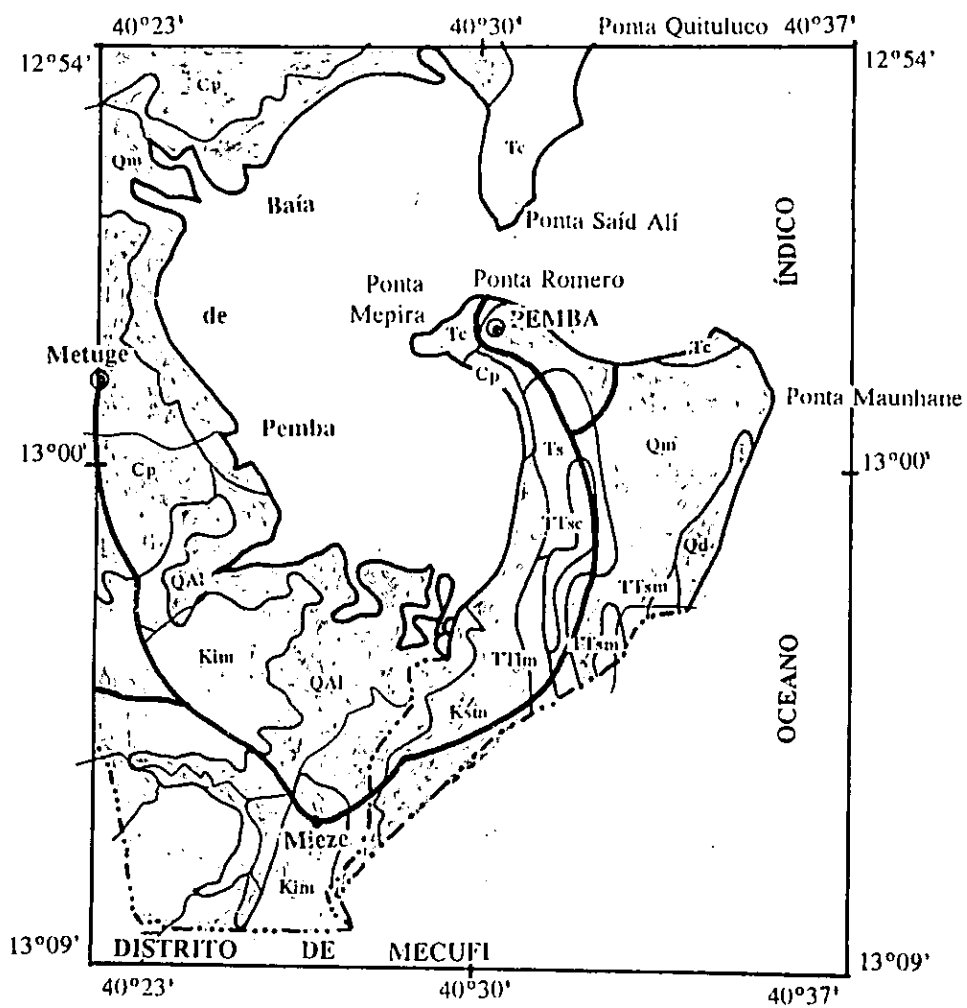 40°23' 40°30' Ponta Quituluco 40°37'
12°54' 12°54'
Cp
Tc
Qm
Baía
Ponta Saíd Alí
ÍNDICO
Ponta Mepira
Ponta Romero
de
PEMBA
Tc
Tc
Metuge
Cp
Ponta Maunhane
Pemba
Ts
Qm
13°00' 13°00'
Cp
TTsc
Qd
QAl
TTsm
TTsm
Kim
TTim
QAl
Ksm
OCEANO
Mieze
Kim
13°09' DISTRITO DE MECUFI 13°09'
40°23' 40°30' 40°37'